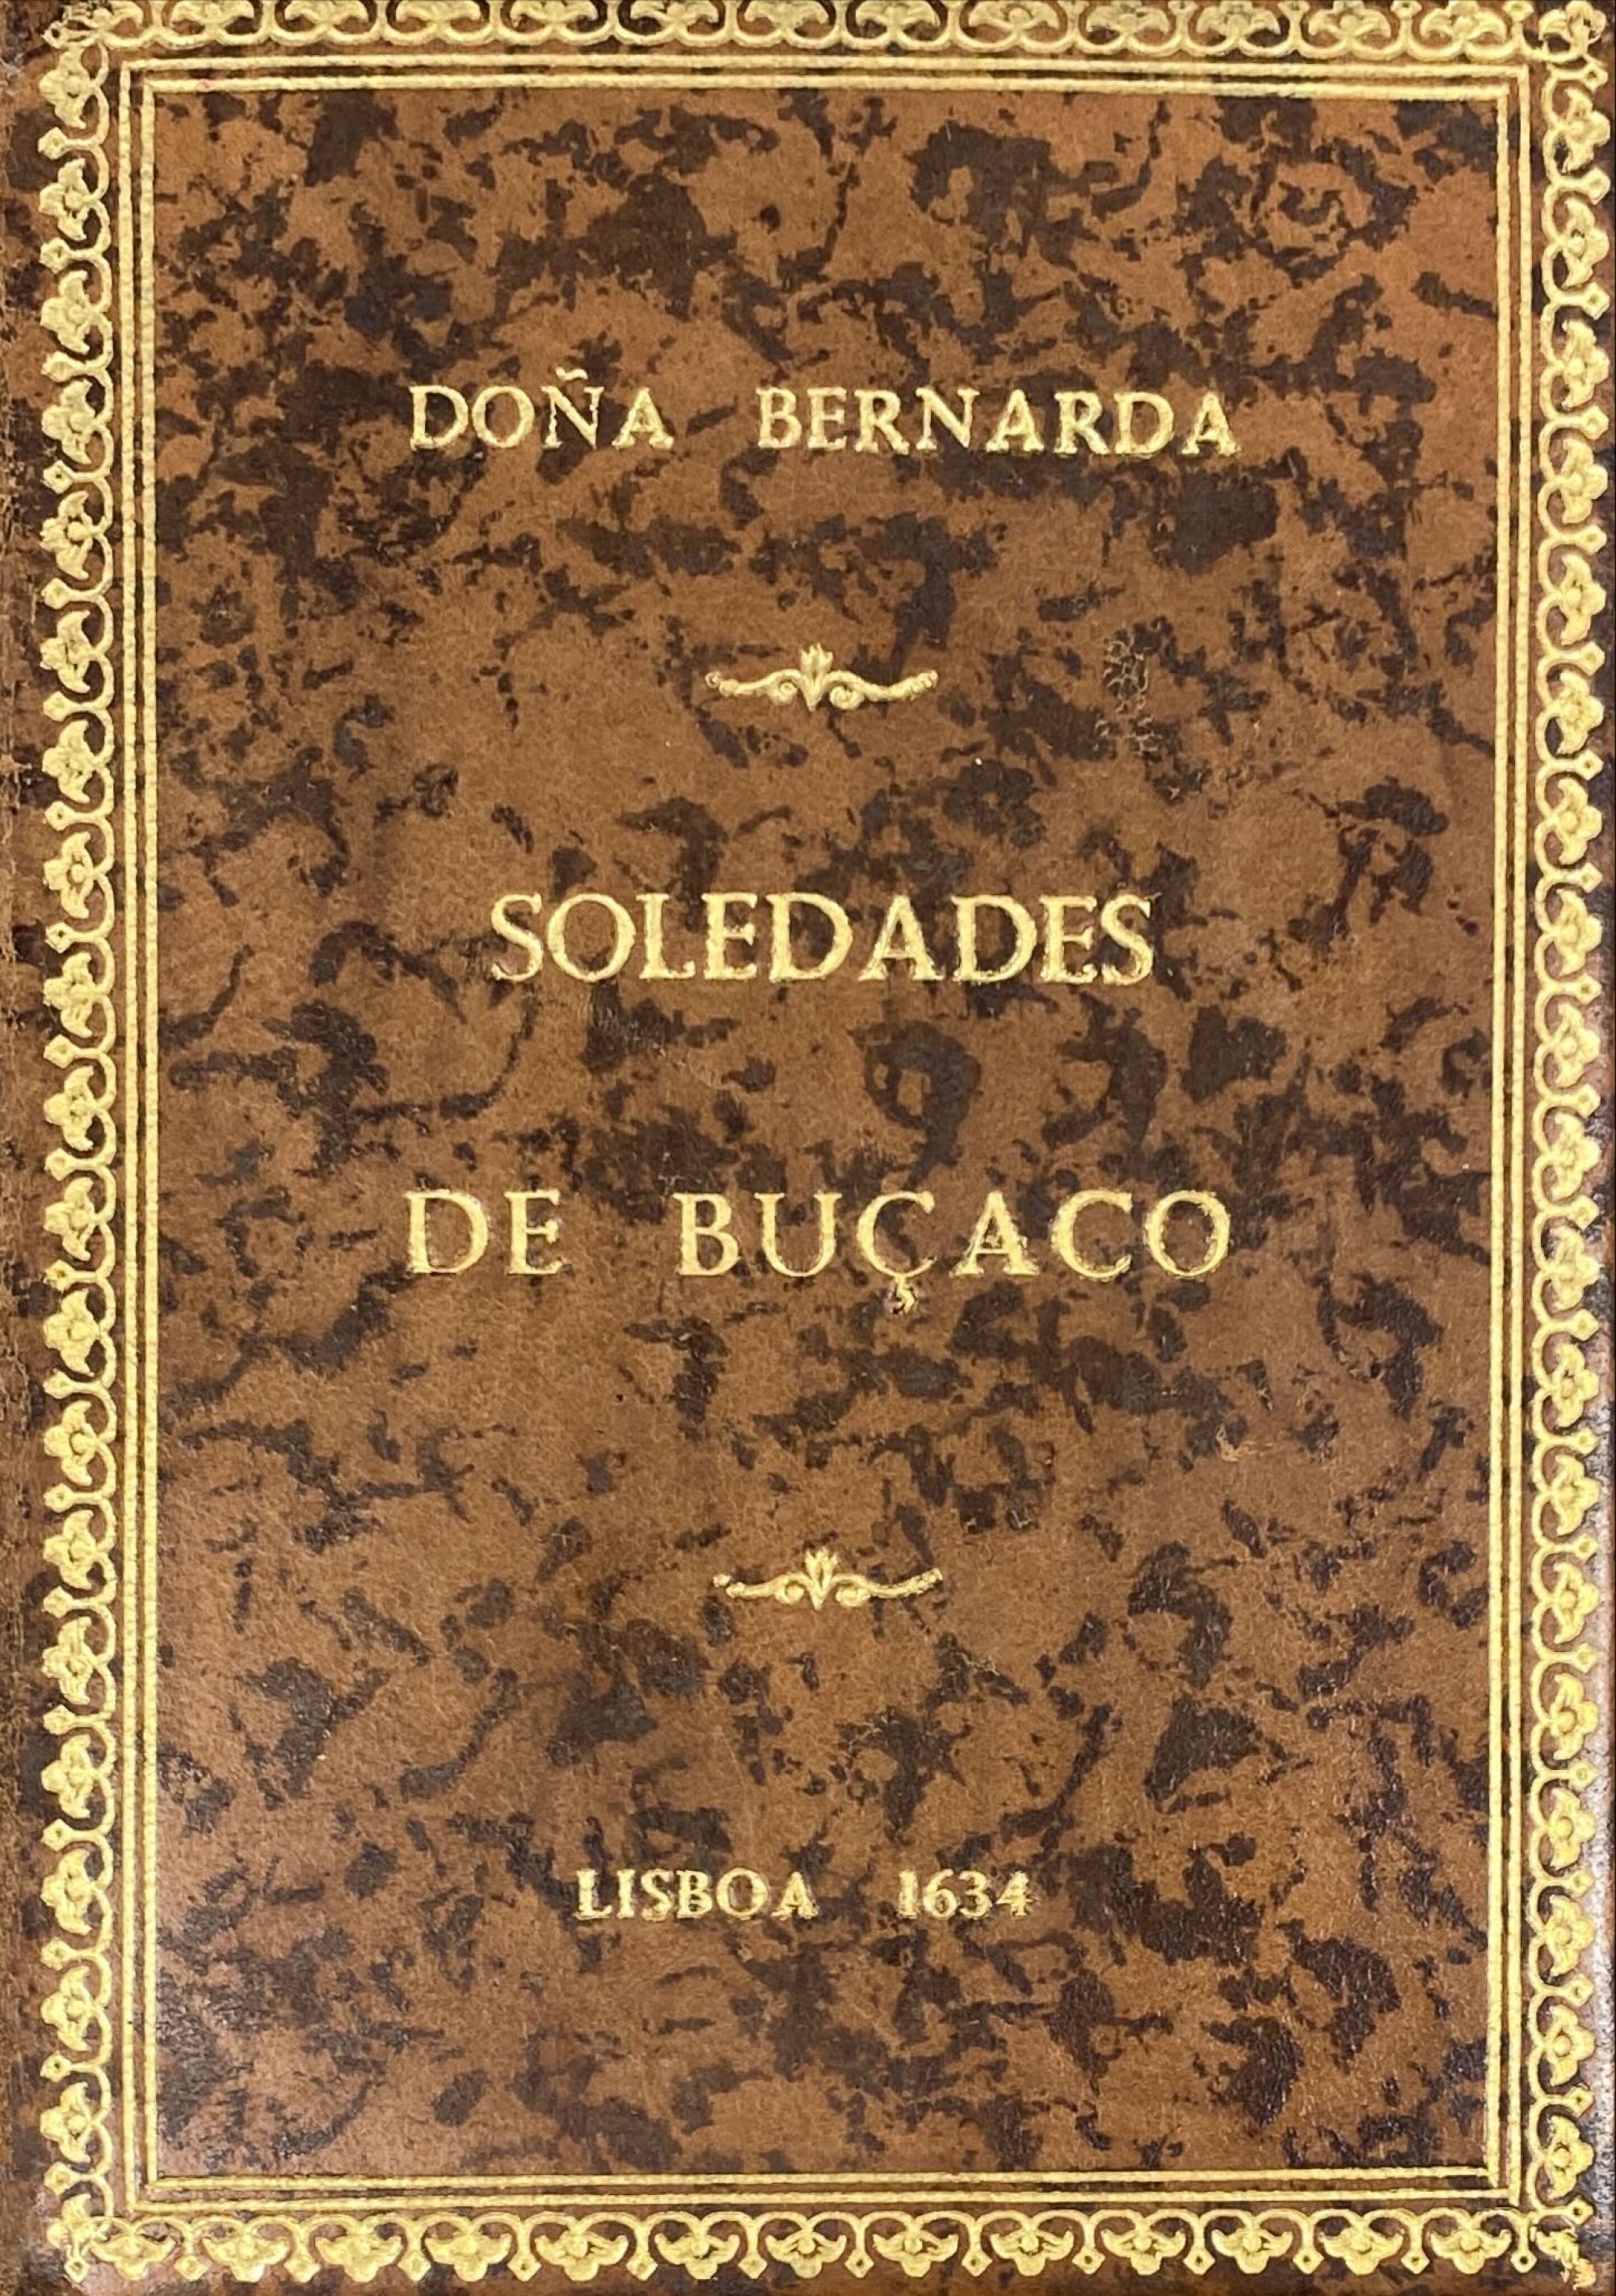 DOÑA BERNARDA
SOLEDADES
DE BUÇACO
LISBOA 1634